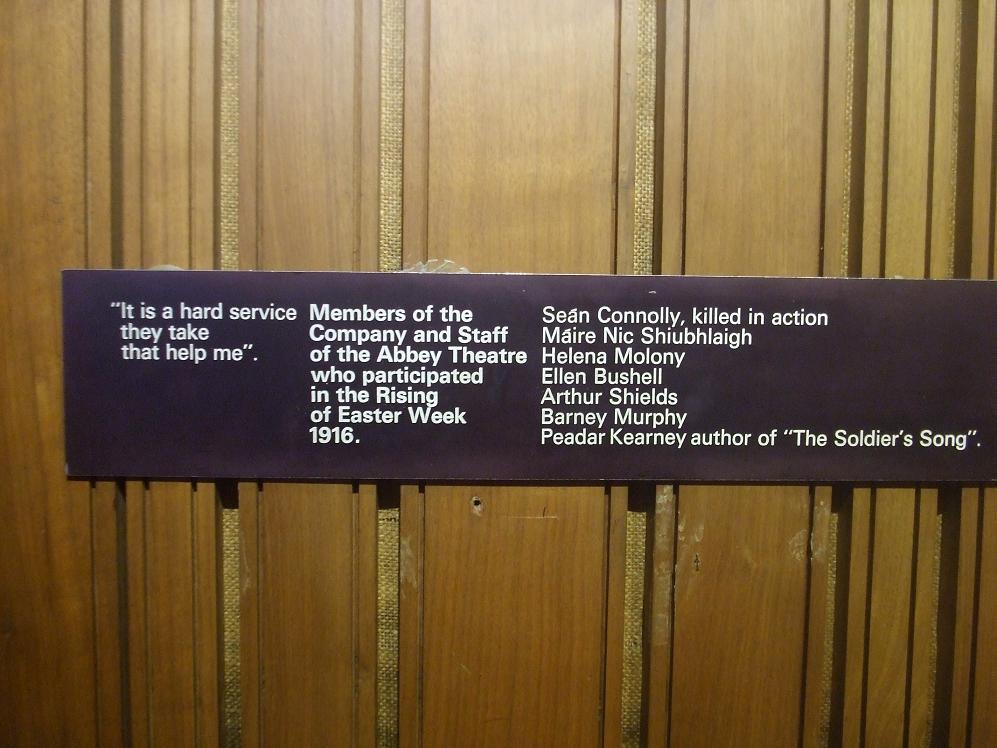 “It is a hard service
they take
that help me”.
Members of the
Company and Staff
of the Abbey Theatre
who participated
in the Rising
of Easter Week
1916.
Seán Connolly, killed in action
Máire Nic Shiubhlaigh
Helena Molony
Ellen Bushell
Arthur Shields
Barney Murphy
Peadar Kearney author of “The Soldier's Song”.